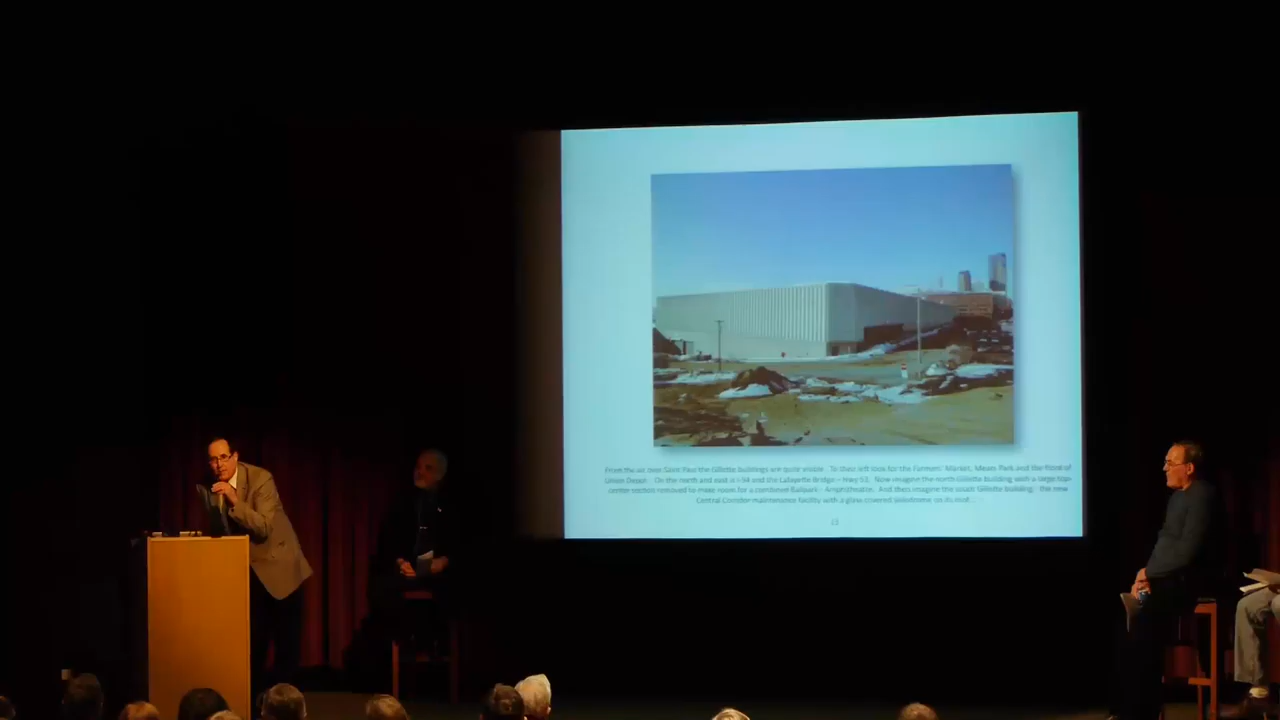 From the air over Saint Paul the Gillette buildings are quite visible. To their left look for the Farmers' Market, Mears Park and the front of
Union Depot. On the north and east is I-94 and the Lafayette Bridge - Hwy 52. Now imagine the north Gillette building with a large top
center section removed to make room for a combined Ballpark - Amphitheatre. And then imagine the south Gillette building: the new
Central Corridor maintenance facility with a glass covered velodrome on its roof...